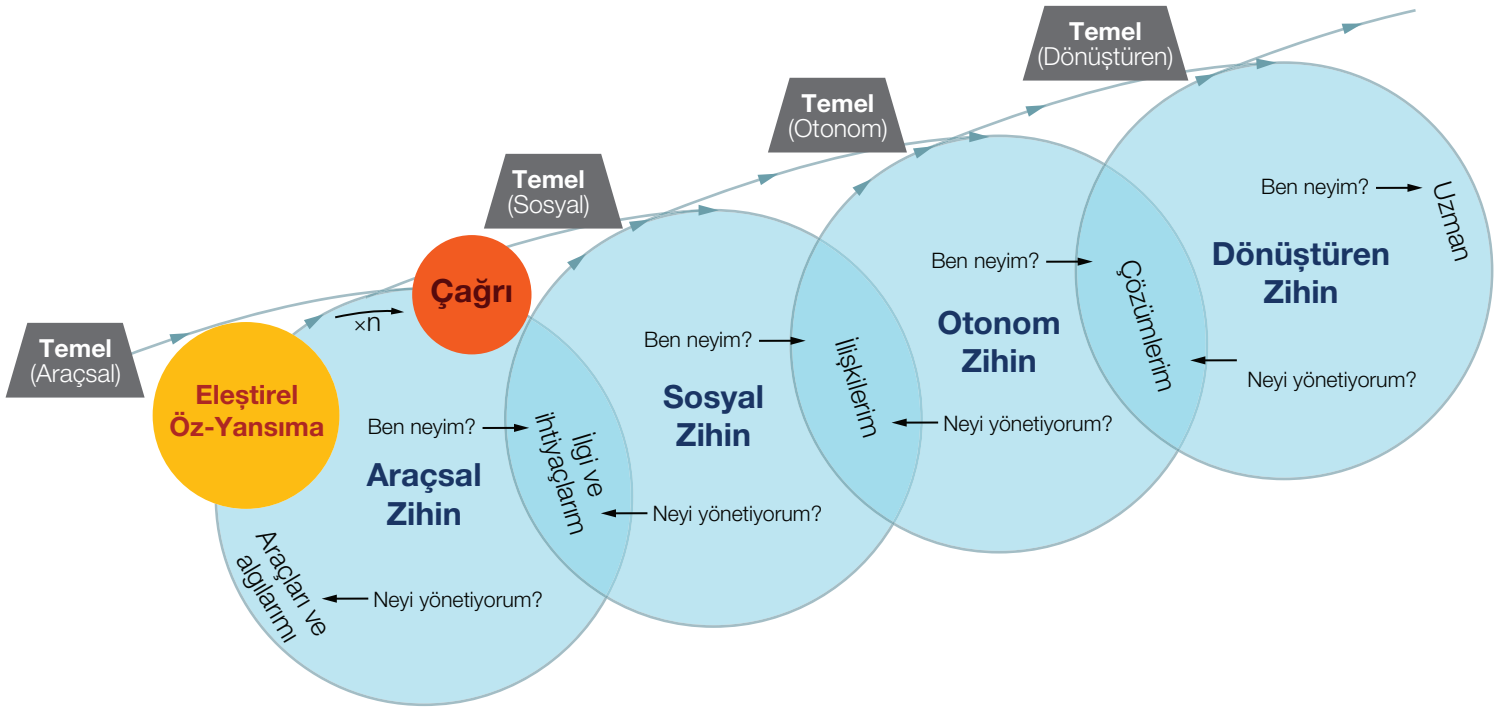 Temel
(Araçsal)
Eleştirel
Öz-Yansıma
×n
Çağrı
Araçsal
Zihin
Ben neyim?
İlgi ve
ihtiyaçlarım
Neyi yönetiyorum?
Araçları ve
algılarımı
Temel
(Sosyal)
Sosyal
Zihin
Ben neyim?
İlişkilerim
Neyi yönetiyorum?
Temel
(Otonom)
Otonom
Zihin
Ben neyim?
Çözümlerim
Neyi yönetiyorum?
Temel
(Dönüştüren)
Dönüştüren
Zihin
Ben neyim?
Uzman
Neyi yönetiyorum?